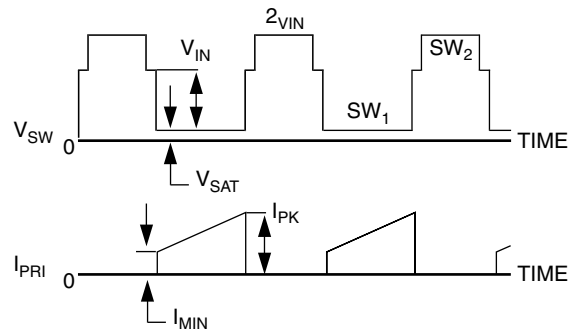 2VIN
VIN
SW2
SW1
VSW
0
TIME
VSAT
IPK
IPRI
0
TIME
IMIN